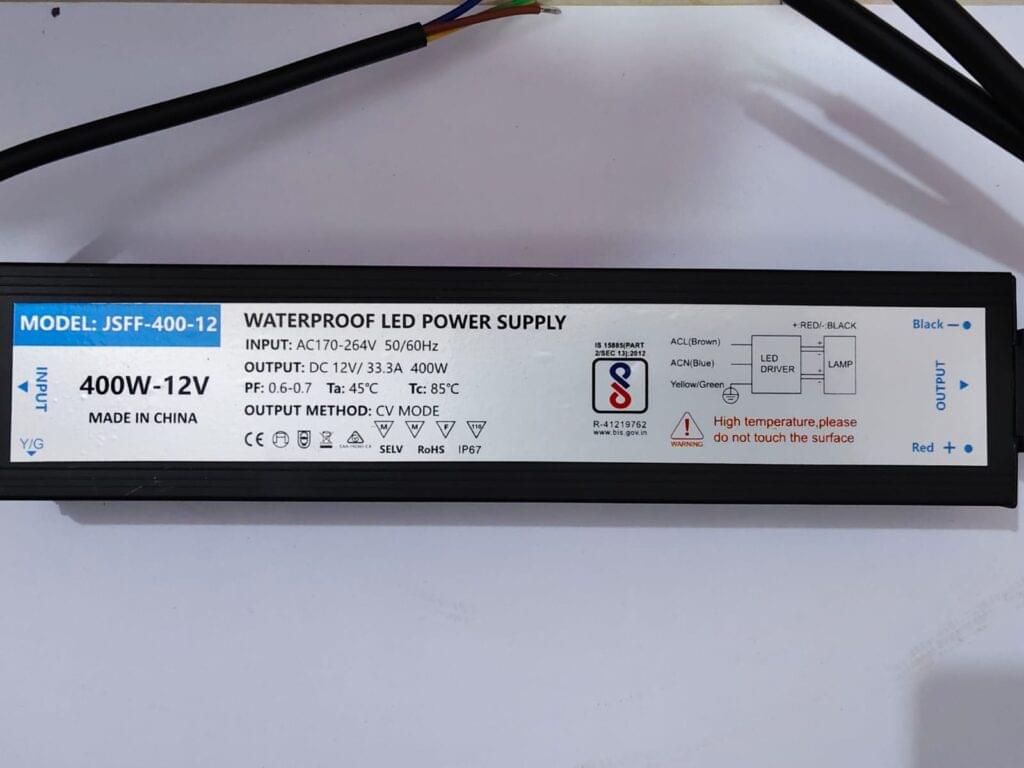 MODEL: JSFF-400-12
INPUT
400W-12V
MADE IN CHINA
Y/G
WATERPROOF LED POWER SUPPLY
INPUT: AC170-264V 50/60Hz
OUTPUT: DC 12V/ 33.3A 400W
PF: 0.6-0.7 Ta: 45℃ Tc: 85℃
OUTPUT METHOD: CV MODE
CE
M M F 110
SELV RoHS IP67
IS 15885(PART
2/SEC 13):2012
R-41219762
www.bis.gov.in
+:RED/-:BLACK
ACL(Brown)
ACN(Blue)
Yellow/Green
LED
DRIVER
+
-
+
-
LAMP
WARNING
High temperature,please
do not touch the surface
Black −
OUTPUT
Red +